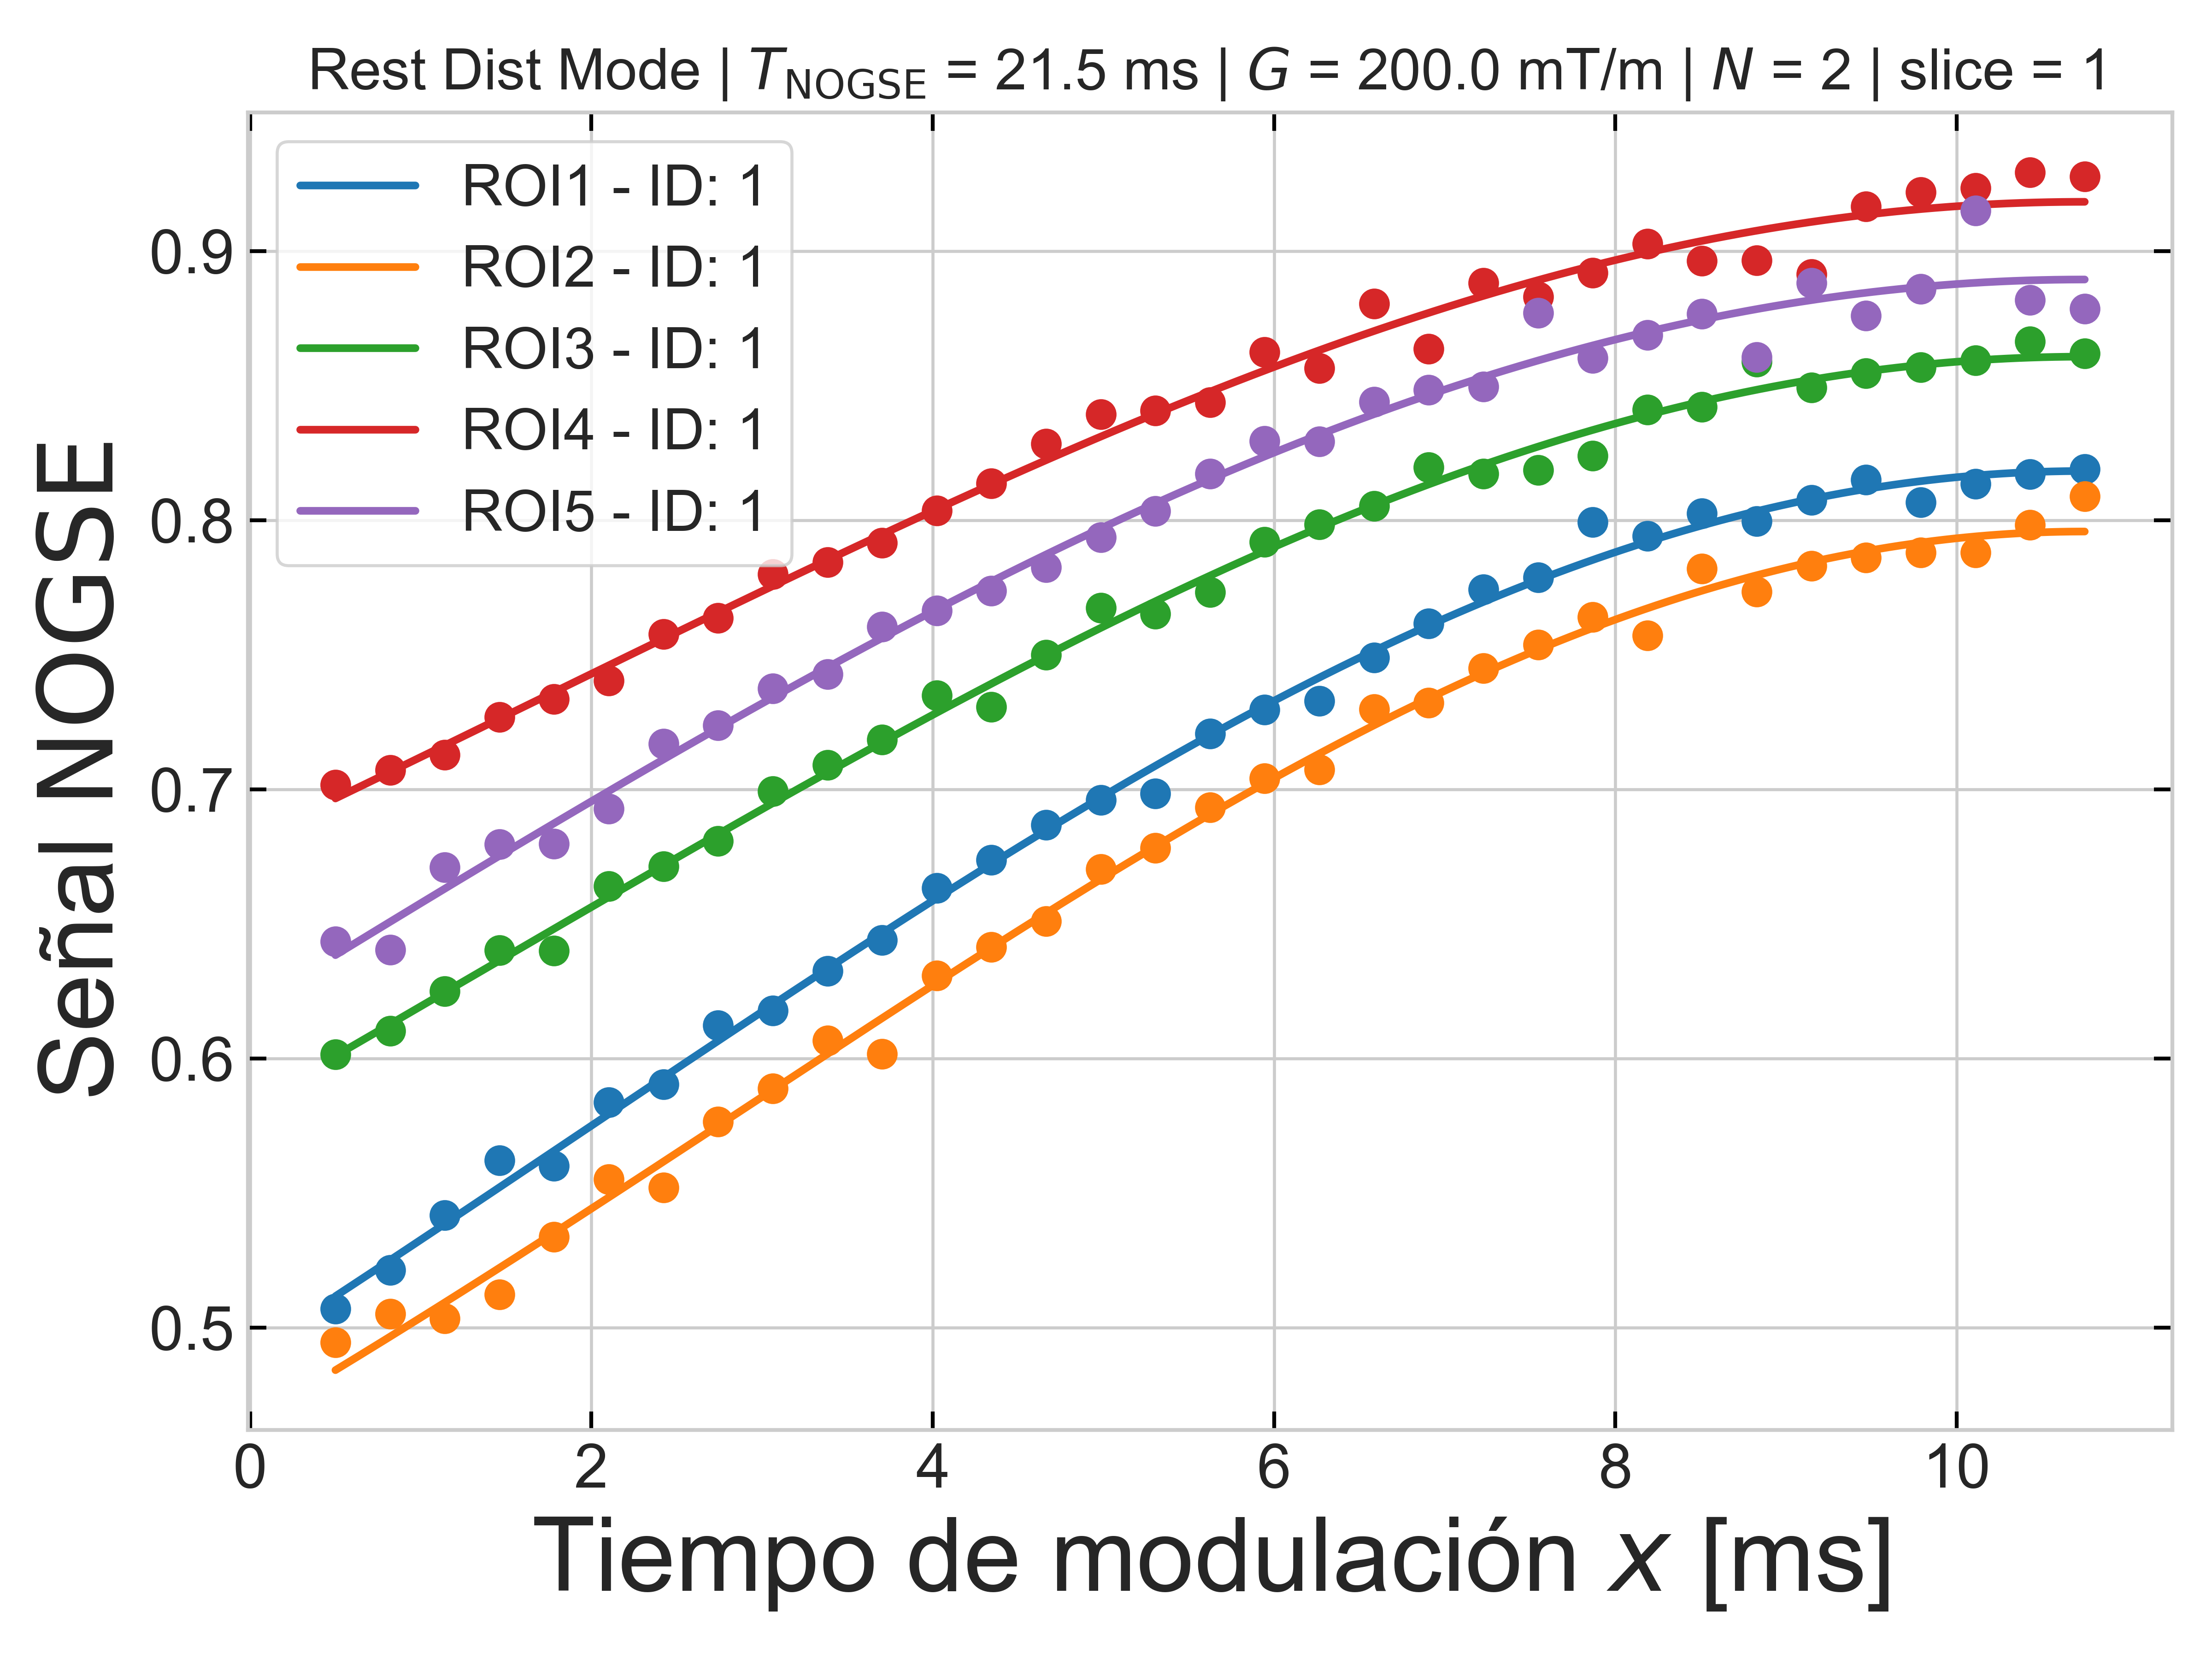 Rest Dist Mode | T_NOGSE = 21.5 ms | G = 200.0 mT/m | N = 2 | slice = 1
ROI1 - ID: 1
ROI2 - ID: 1
ROI3 - ID: 1
ROI4 - ID: 1
ROI5 - ID: 1
Señal NOGSE
0.9
0.8
0.7
0.6
0.5
0 2 4 6 8 10
Tiempo de modulación x [ms]